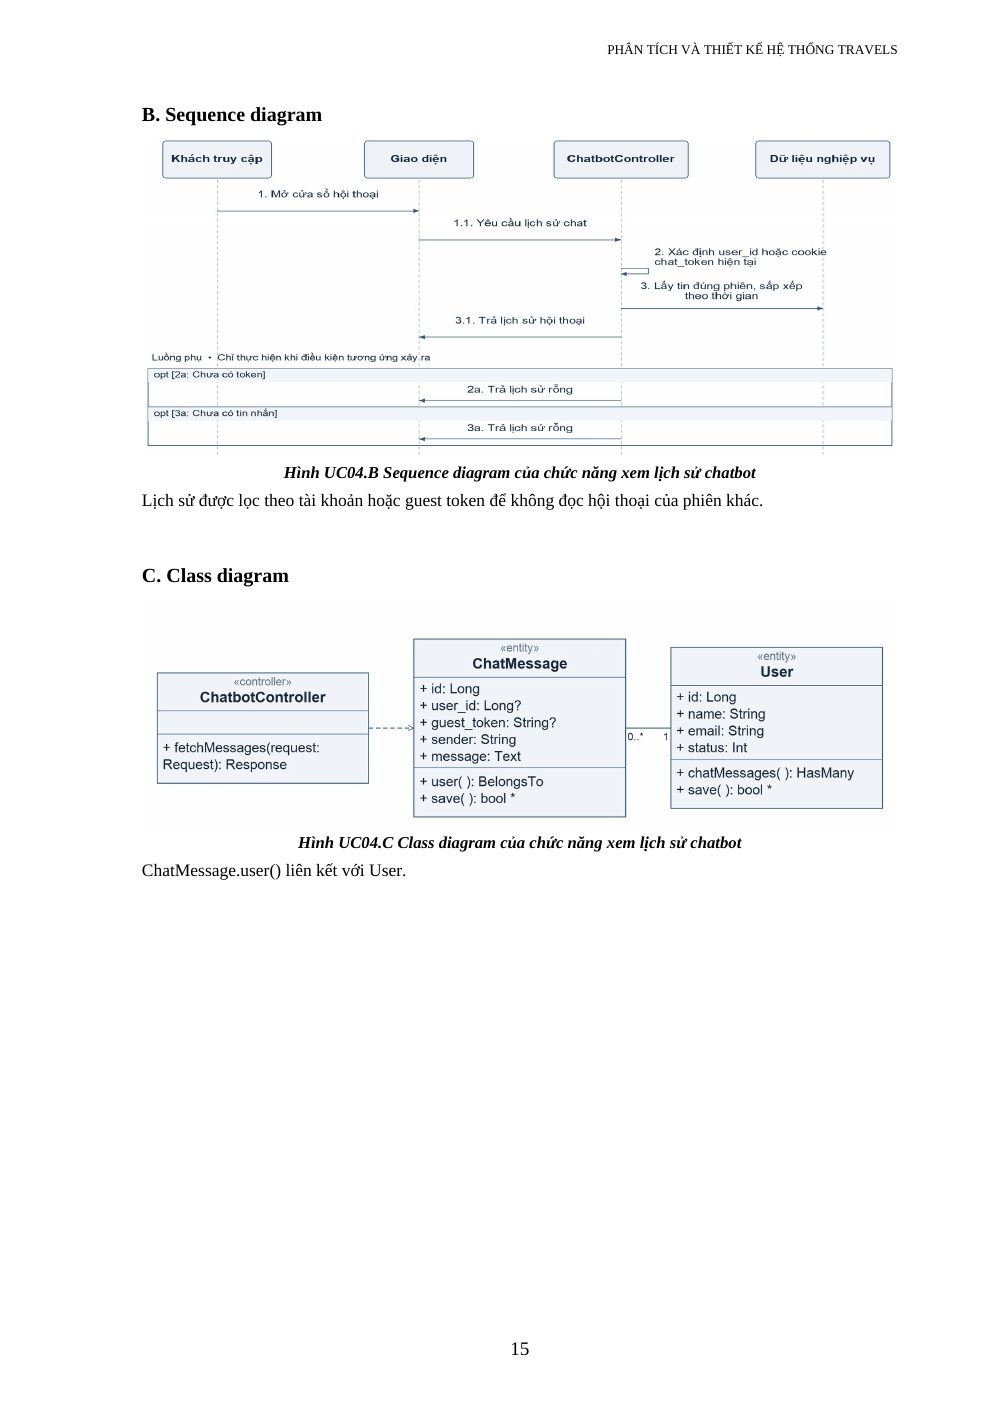 PHÂN TÍCH VÀ THIẾT KẾ HỆ THỐNG TRAVELS
B. Sequence diagram
Khách truy cập
Giao diện
ChatbotController
Dữ liệu nghiệp vụ
1. Mở cửa sổ hội thoại
1.1. Yêu cầu lịch sử chat
2. Xác định user_id hoặc cookie
chat_token hiện tại
3. Lấy tin đúng phiên, sắp xếp
theo thời gian
3.1. Trả lịch sử hội thoại
Luồng phụ • Chỉ thực hiện khi điều kiện tương ứng xảy ra
opt [2a: Chưa có token]
2a. Trả lịch sử rỗng
opt [3a: Chưa có tin nhắn]
3a. Trả lịch sử rỗng
Hình UC04.B Sequence diagram của chức năng xem lịch sử chatbot
Lịch sử được lọc theo tài khoản hoặc guest token để không đọc hội thoại của phiên khác.
C. Class diagram
«controller»
ChatbotController
+ fetchMessages(request:
Request): Response
«entity»
ChatMessage
+ id: Long
+ user_id: Long?
+ guest_token: String?
+ sender: String
+ message: Text
+ user( ): BelongsTo
+ save( ): bool *
0..*
1
«entity»
User
+ id: Long
+ name: String
+ email: String
+ status: Int
+ chatMessages( ): HasMany
+ save( ): bool *
Hình UC04.C Class diagram của chức năng xem lịch sử chatbot
ChatMessage.user() liên kết với User.
15